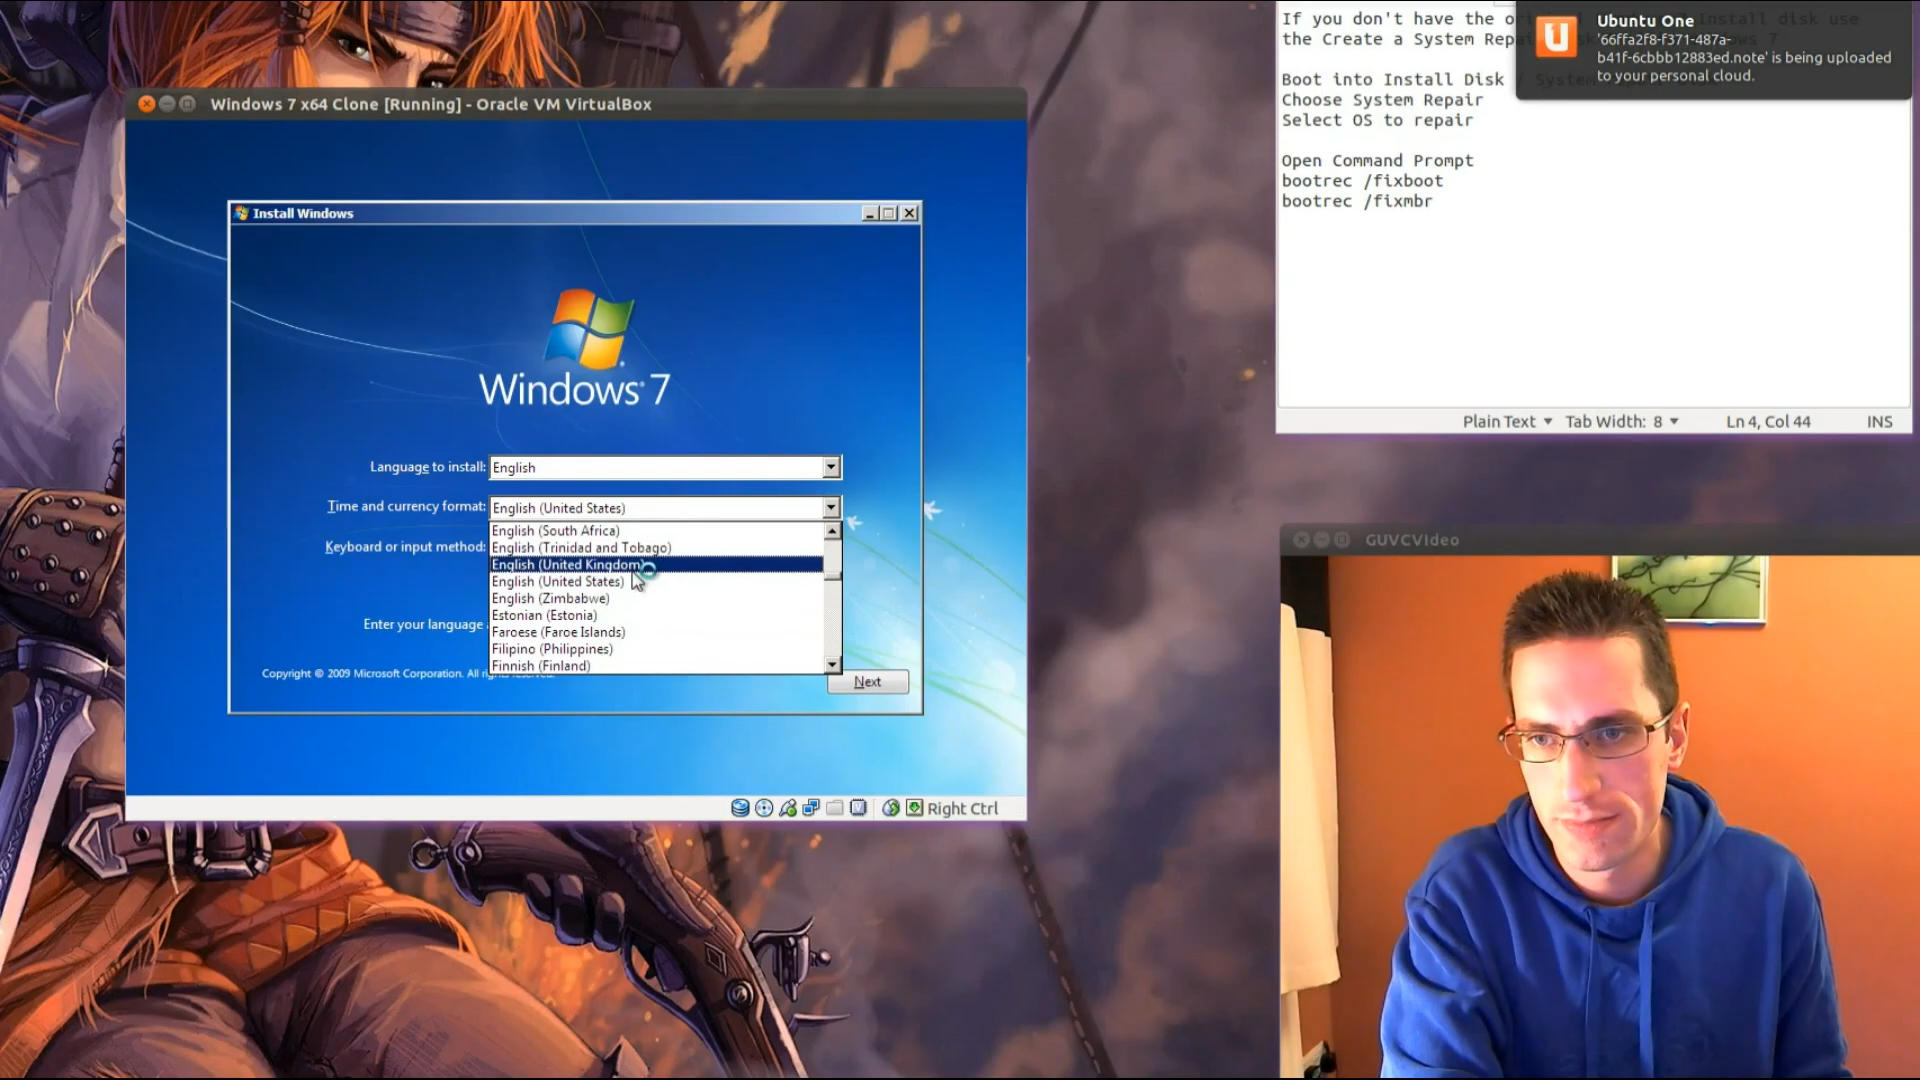 If you don't have the
the Create a System Repa
Boot into Install Disk
Choose System Repair
Select OS to repair
Open Command Prompt
bootrec /fixboot
bootrec /fixmbr
Plain Text Tab Width: 8 Ln 4, Col 44 INS
Ubuntu One
'66ffa2f8-f371-487a-
b41f-6cbbb12883ed.note' is being uploaded
to your personal cloud.
Windows 7 x64 Clone [Running] - Oracle VM VirtualBox
Install Windows
Windows 7
Language to install: English
Time and currency format: English (United States)
English (South Africa)
Keyboard or input method: English (Trinidad and Tobago)
English (United Kingdom)
English (United States)
English (Zimbabwe)
Estonian (Estonia)
Enter your language
Faroese (Faroe Islands)
Filipino (Philippines)
Finnish (Finland)
Copyright © 2009 Microsoft Corporation. All rights reserved.
Next
Right Ctrl
GUVCVIdeo